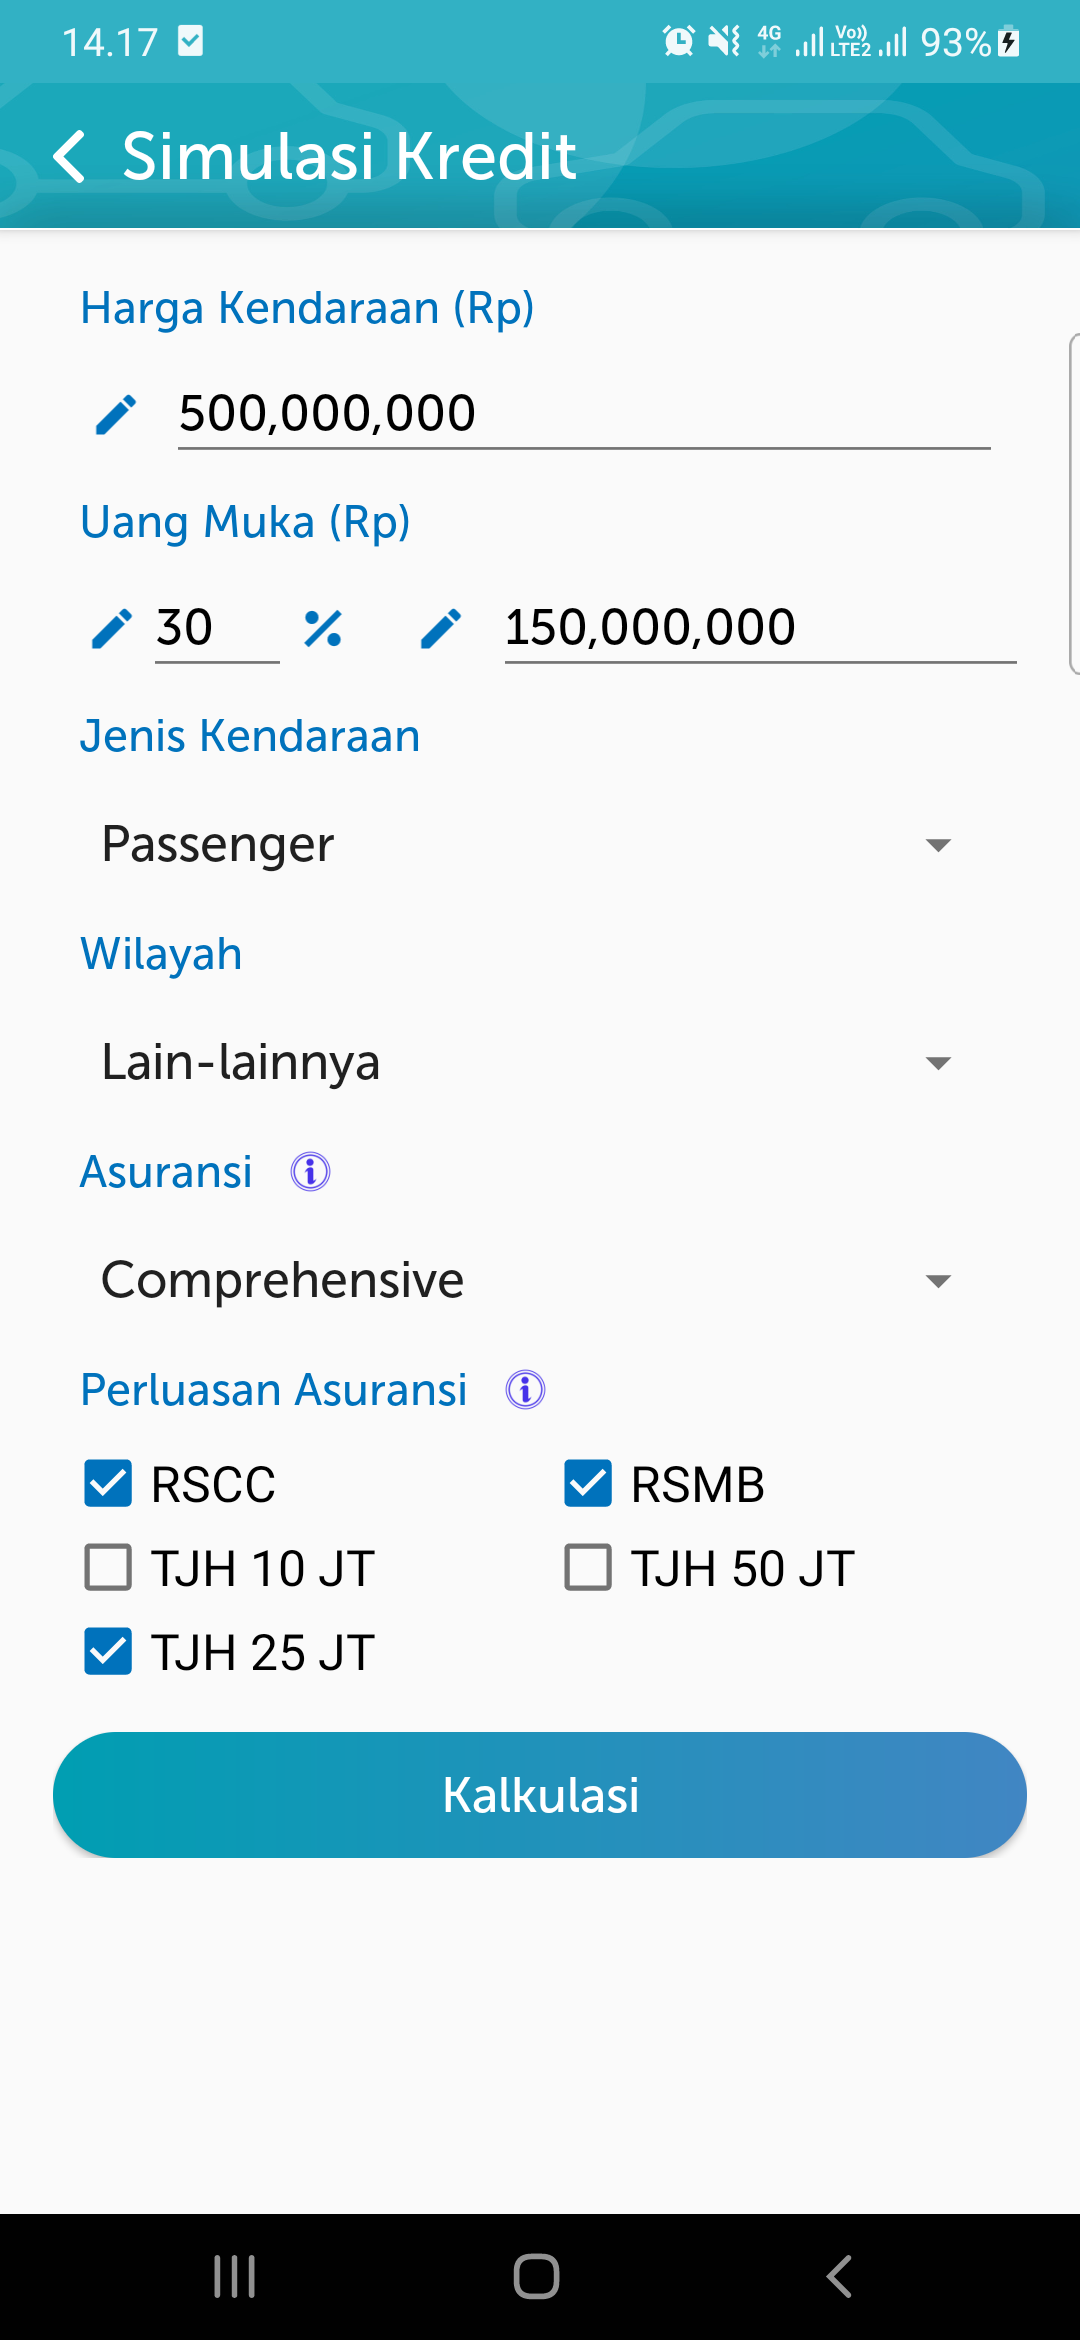 14.17 4G Vo)) LTE2 93%
Simulasi Kredit
Harga Kendaraan (Rp)
500,000,000
Uang Muka (Rp)
30 % 150,000,000
Jenis Kendaraan
Passenger
Wilayah
Lain-lainnya
Asuransi i
Comprehensive
Perluasan Asuransi i
RSCC RSMB
TJH 10 JT TJH 50 JT
TJH 25 JT
Kalkulasi